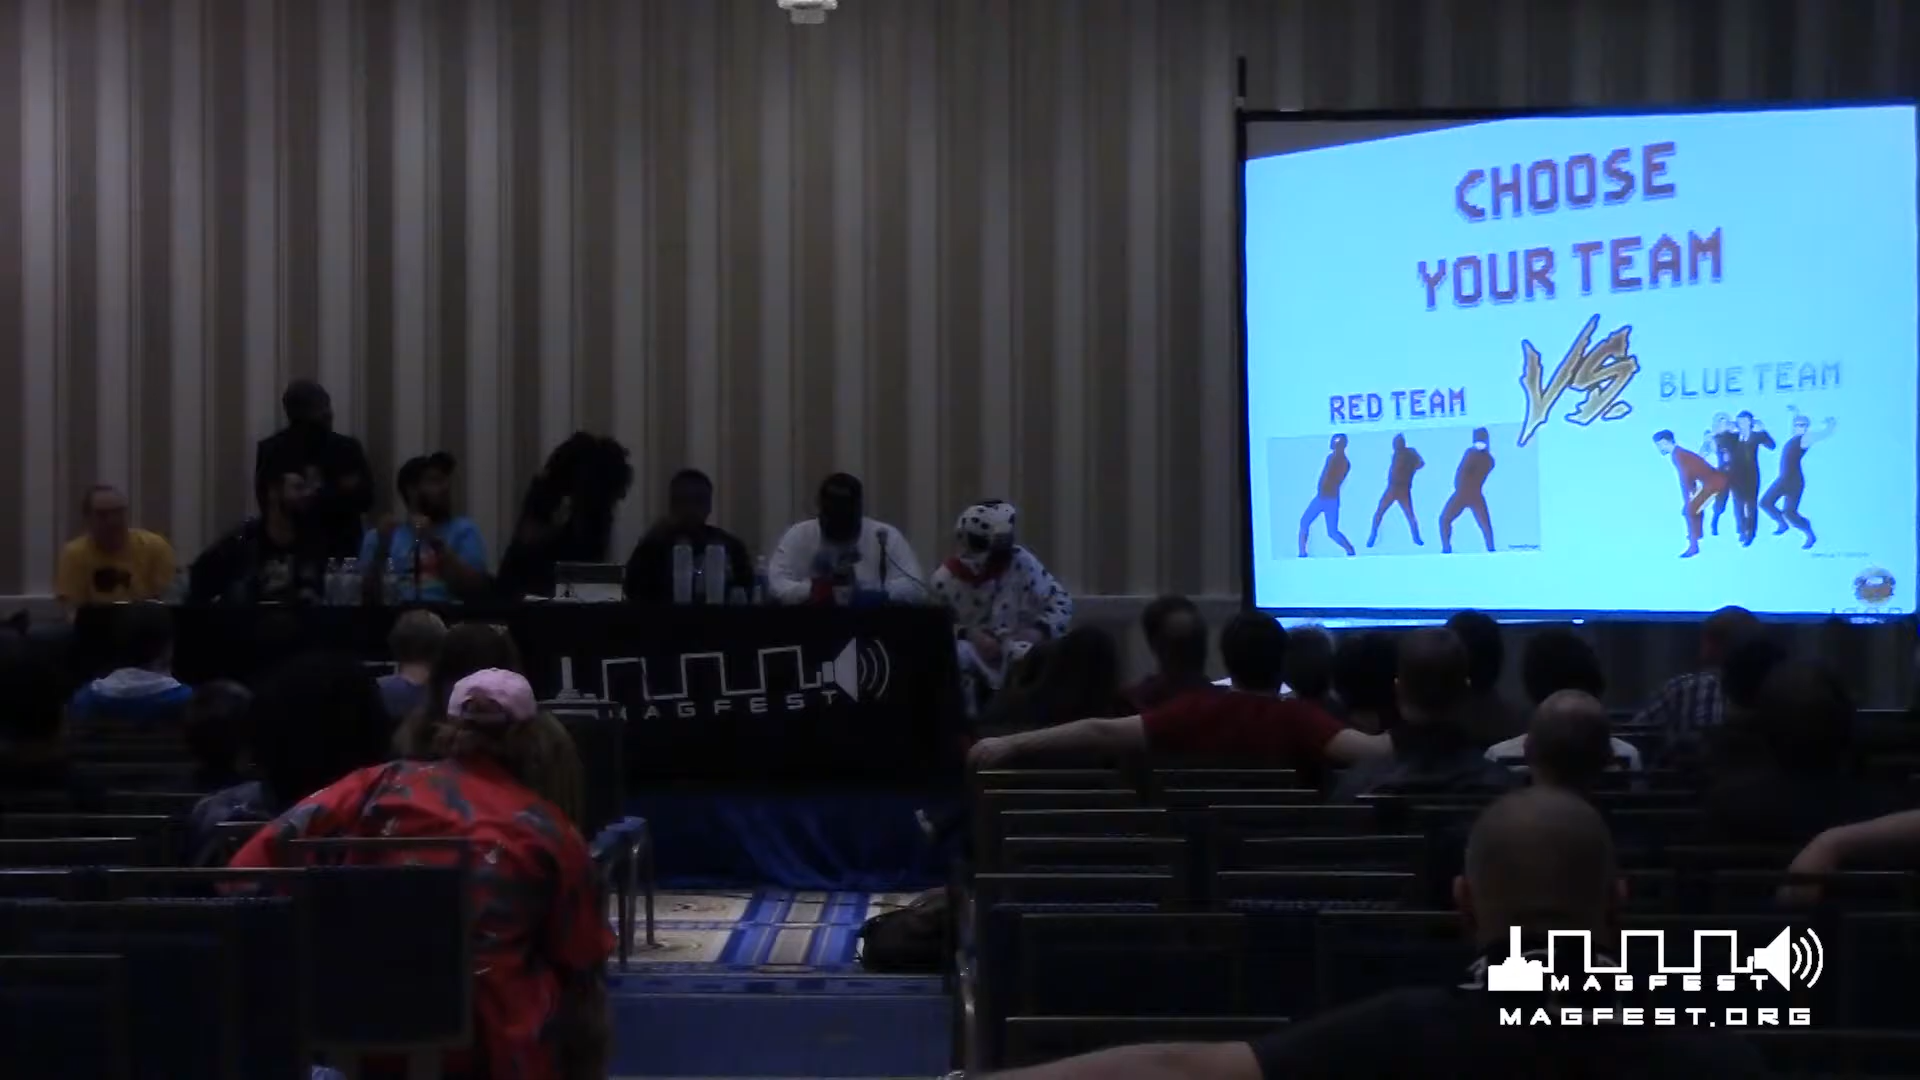 CHOOSE
YOUR TEAM
VS.
RED TEAM
BLUE TEAM
MAGFEST
MAGFEST
MAGFEST.ORG